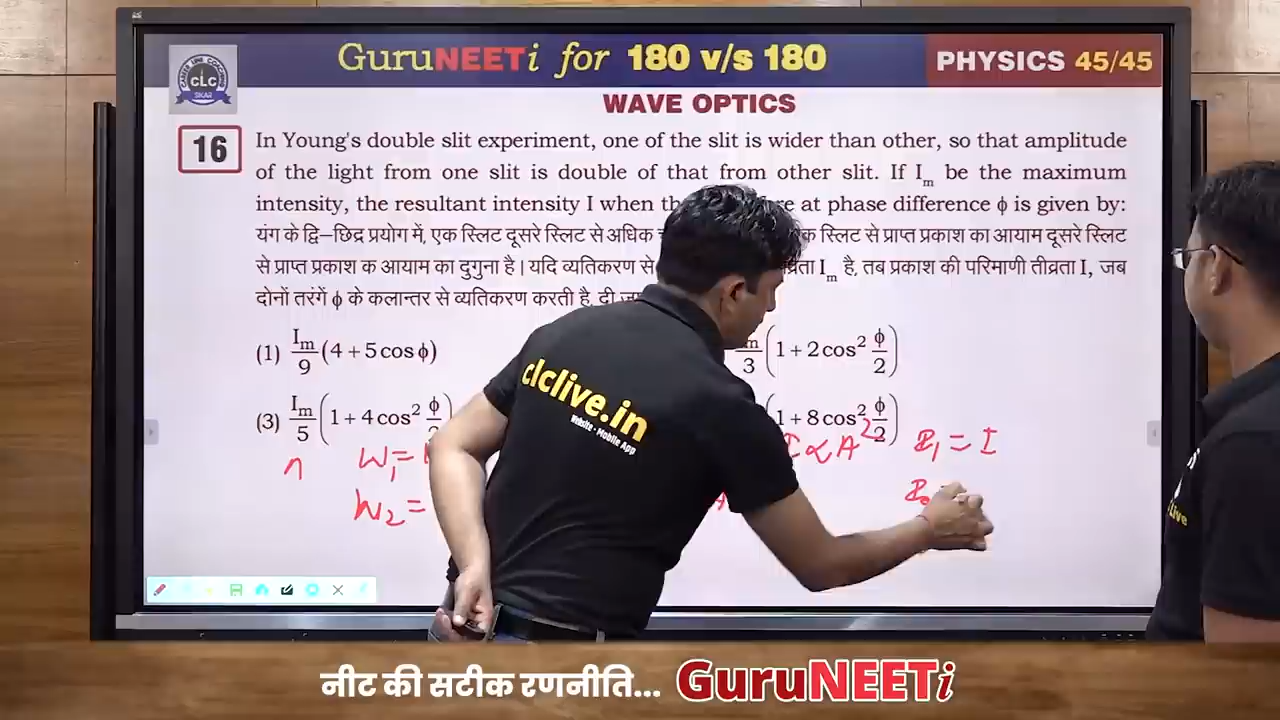 GuruNEETi for 180 v/s 180
PHYSICS 45/45
CLC
SIKAR
WAVE OPTICS
16
In Young's double slit experiment, one of the slit is wider than other, so that amplitude
of the light from one slit is double of that from other slit. If Im be the maximum
intensity, the resultant intensity I when at phase difference ϕ is given by:
यंग के द्वि–छिद्र प्रयोग में, एक स्लिट दूसरे स्लिट से अधिक स्लिट से प्राप्त प्रकाश का आयाम दूसरे स्लिट
से प्राप्त प्रकाश क आयाम का दुगुना है। यदि व्यतिकरण से Im है, तब प्रकाश की परिमाणी तीव्रता I, जब
दोनों तरंगें ϕ के कलान्तर से व्यतिकरण करती है,
(1) Im/9 (4 + 5 cos ϕ)
3 (1 + 2 cos² ϕ/2)
(3) Im/5 (1 + 4 cos² ϕ
(1 + 8 cos² ϕ/2)
W₁ =
I ∝ A²
I₁ = I
W₂ =
clclive.in
Website - Mobile App
नीट की सटीक रणनीति...
GuruNEETi